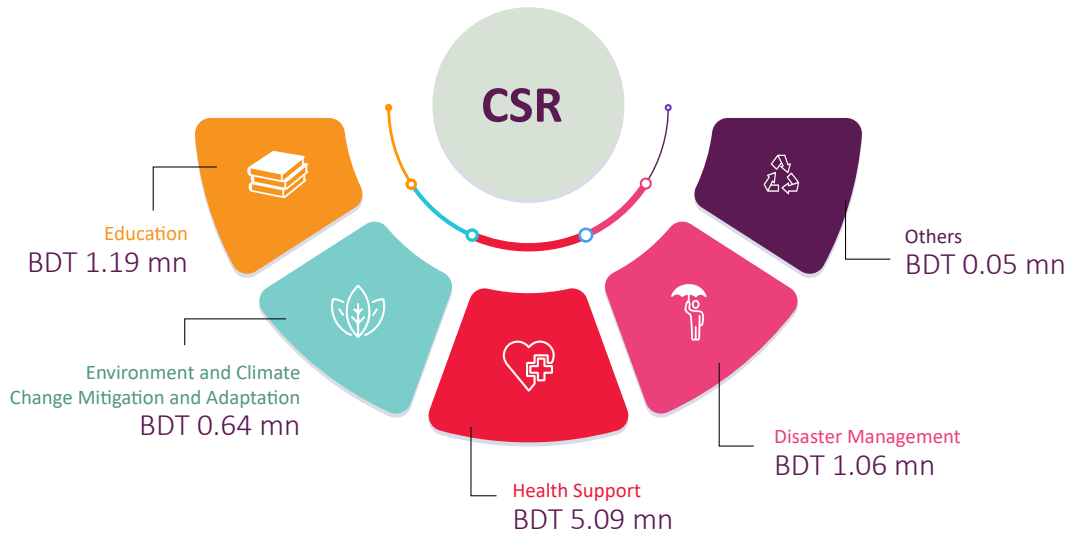 CSR
Education
BDT 1.19 mn
Environment and Climate
Change Mitigation and Adaptation
BDT 0.64 mn
Health Support
BDT 5.09 mn
Disaster Management
BDT 1.06 mn
Others
BDT 0.05 mn